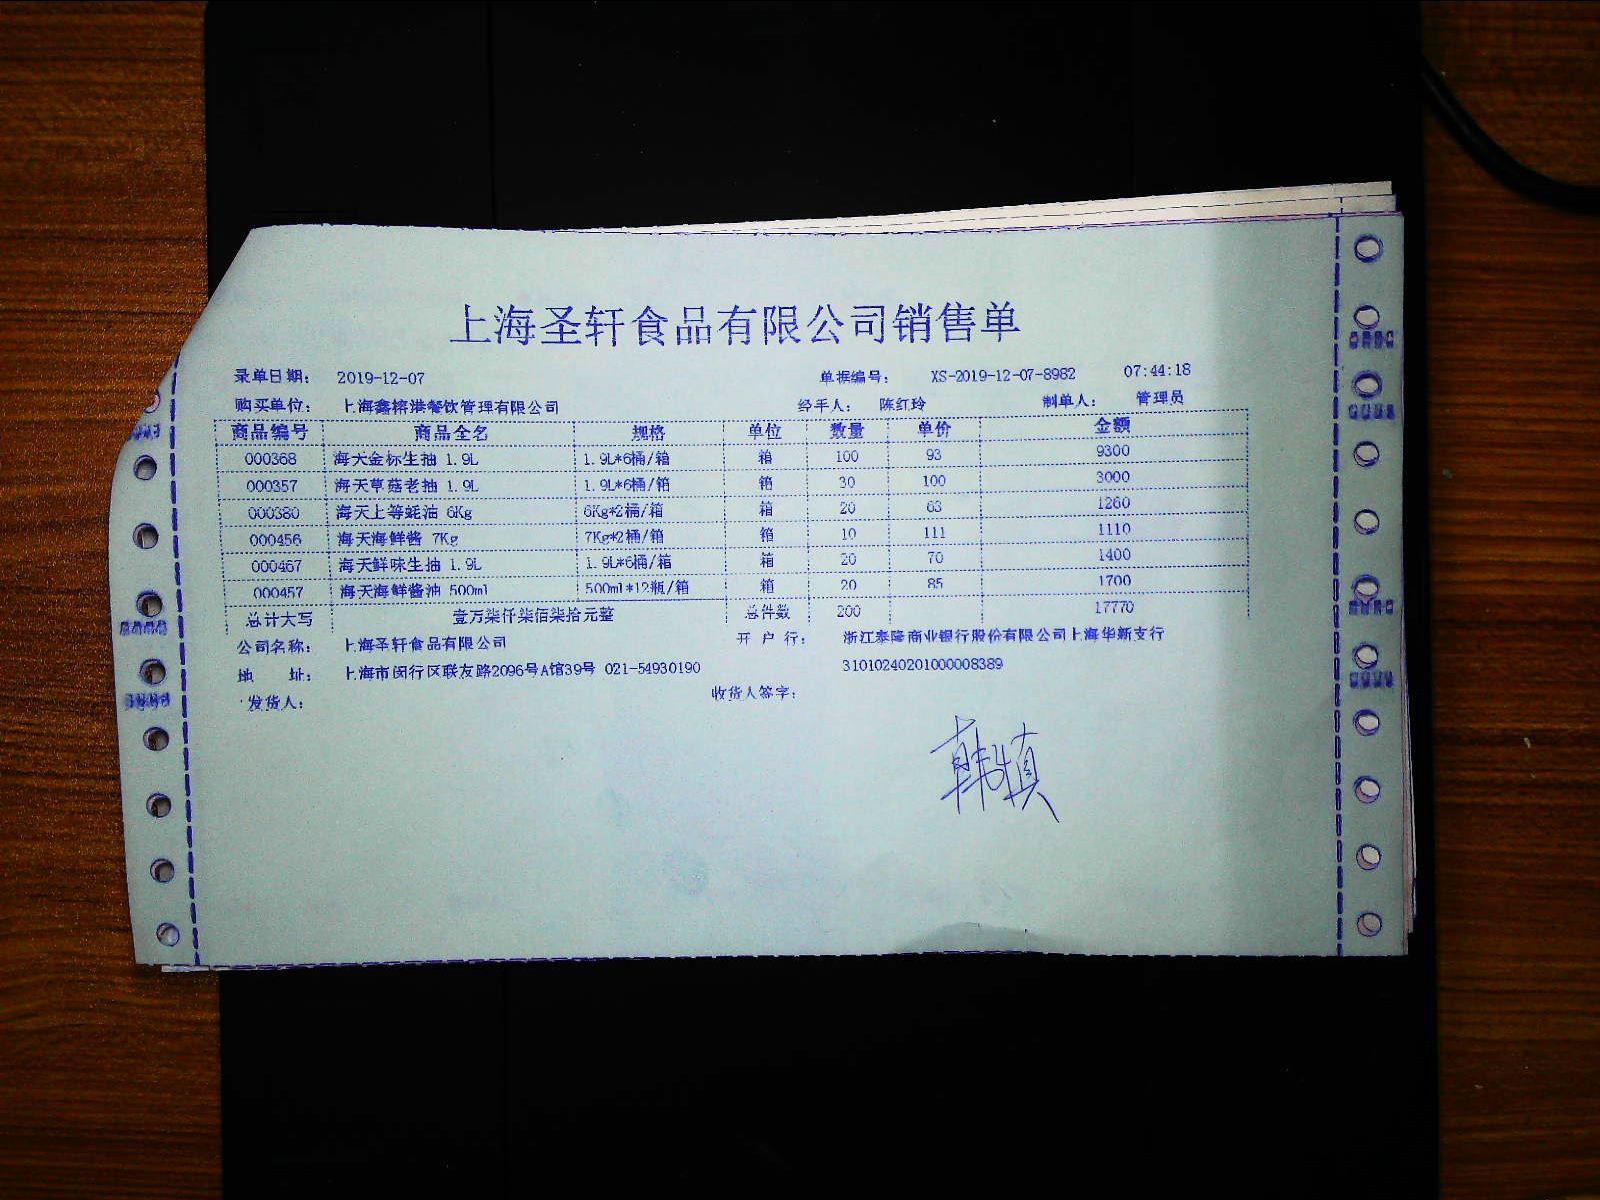 上海圣轩食品有限公司销售单
录单日期： 2019-12-07 单据编号： XS-2019-12-07-8982 07:44:18
购买单位： 上海鑫榕港餐饮管理有限公司 经手人： 陈红玲 制单人： 管理员
商品编号 商品全名 规格 单位 数量 单价 金额
000368 海天金标生抽 1.9L 1.9L*6桶/箱 箱 100 93 9300
000357 海天草菇老抽 1.9L 1.9L*6桶/箱 箱 30 100 3000
000380 海天上等蚝油 6Kg 6Kg*2桶/箱 箱 20 63 1260
000456 海天海鲜酱 7Kg 7Kg*2桶/箱 箱 10 111 1110
000467 海天鲜味生抽 1.9L 1.9L*6桶/箱 箱 20 70 1400
000457 海天海鲜酱油 500ml 500ml*12瓶/箱 箱 20 85 1700
总计大写 壹万柒仟柒佰柒拾元整 总件数 200 17770
公司名称： 上海圣轩食品有限公司 开 户 行： 浙江泰隆商业银行股份有限公司上海华新支行
地 址： 上海市闵行区联友路2096号A馆39号 021-54930190 31010240201000008389
发货人： 收货人签字：